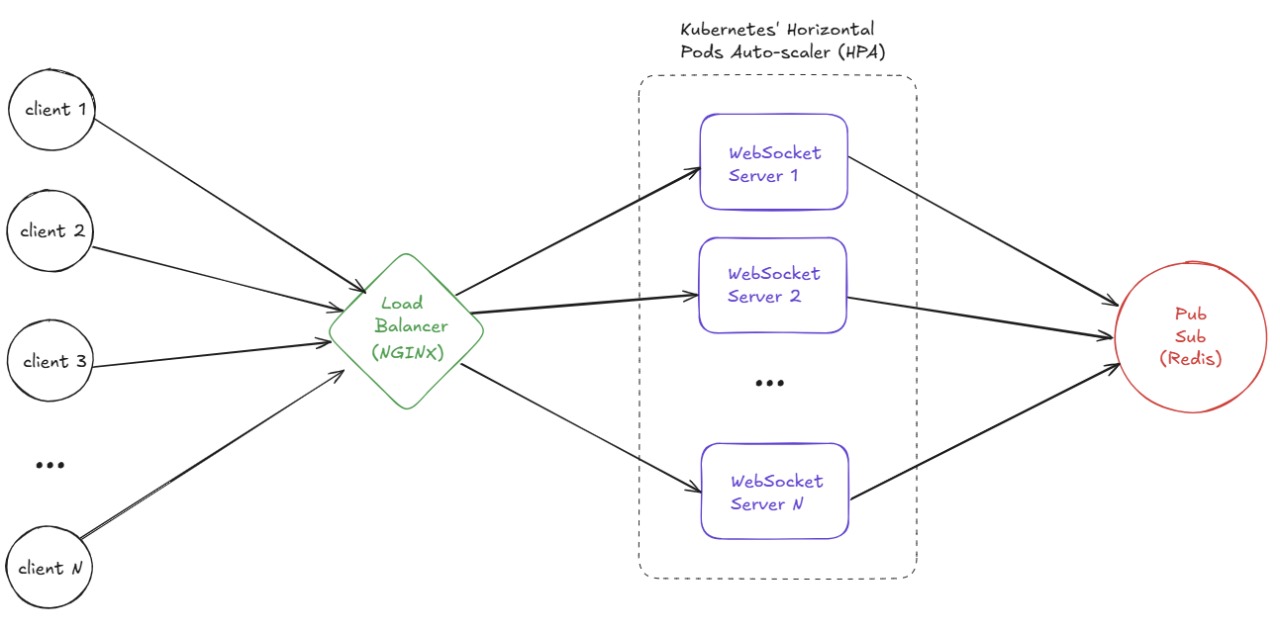 Kubernetes' Horizontal
Pods Auto-scaler (HPA)
client 1
client 2
client 3
...
client N
Load
Balancer
(NGINX)
WebSocket
Server 1
WebSocket
Server 2
...
WebSocket
Server N
Pub
Sub
(Redis)